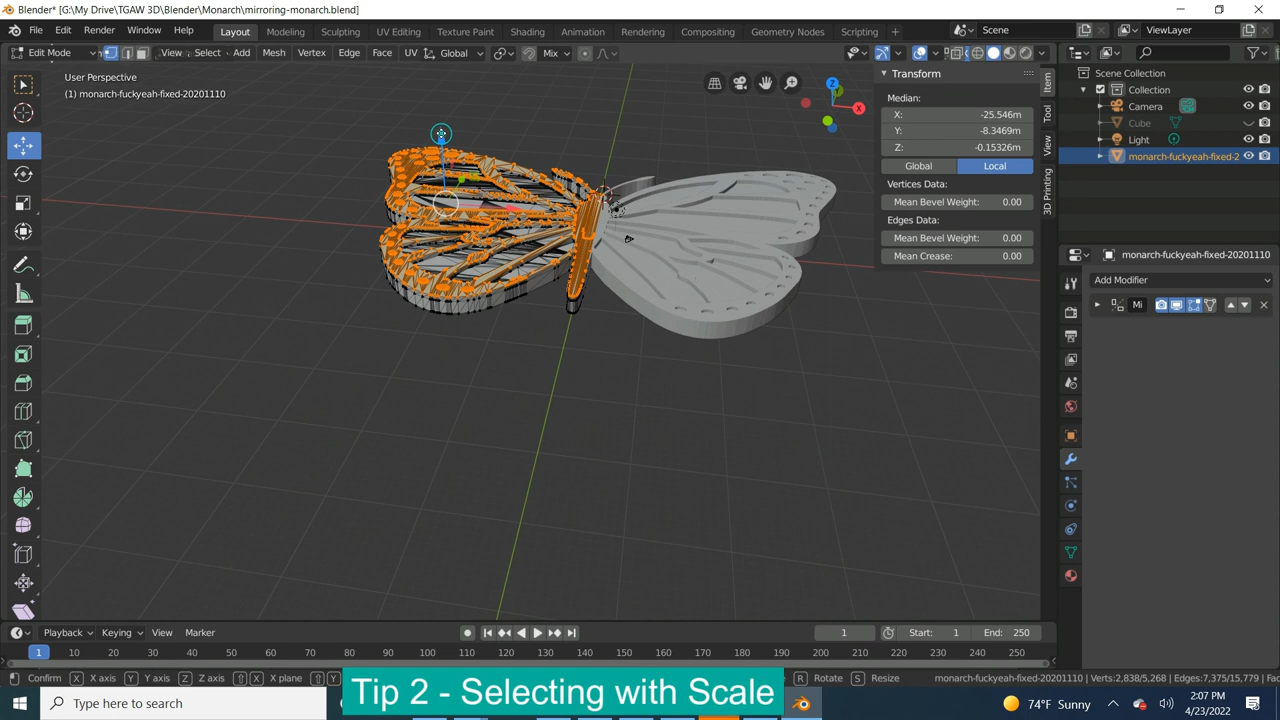 Blender* [G:\My Drive\TGAW 3D\Blender\Monarch\mirroring-monarch.blend]
File Edit Render Window Help Layout Modeling Sculpting UV Editing Texture Paint Shading Animation Rendering Compositing Geometry Nodes Scripting + Scene ViewLayer
Edit Mode View Select Add Mesh Vertex Edge Face UV Global Mix
User Perspective
(1) monarch-fuckyeah-fixed-20201110
Z
X
Transform
Median:
X: -25.546m
Y: -8.3469m
Z: -0.15326m
Global Local
Vertices Data:
Mean Bevel Weight: 0.00
Edges Data:
Mean Bevel Weight: 0.00
Mean Crease: 0.00
Item
Tool
View
3D Printing
Scene Collection
Collection
Camera
Cube
Light
monarch-fuckyeah-fixed-2
monarch-fuckyeah-fixed-20201110
Add Modifier
Mi
Playback Keying View Marker 1 Start: 1 End: 250
1 10 20 30 40 50 60 70 80 90 100 110 120 130 140 150 160 170 180 190 200 210 220 230 240 250
Confirm X X axis Y Y axis Z Z axis X X plane Y R Rotate S Resize monarch-fuckyeah-fixed-20201110 | Verts:2,838/5,268 | Edges:7,375/15,779 | Fac
Tip 2 - Selecting with Scale
Type here to search
74°F Sunny
2:07 PM
4/23/2022